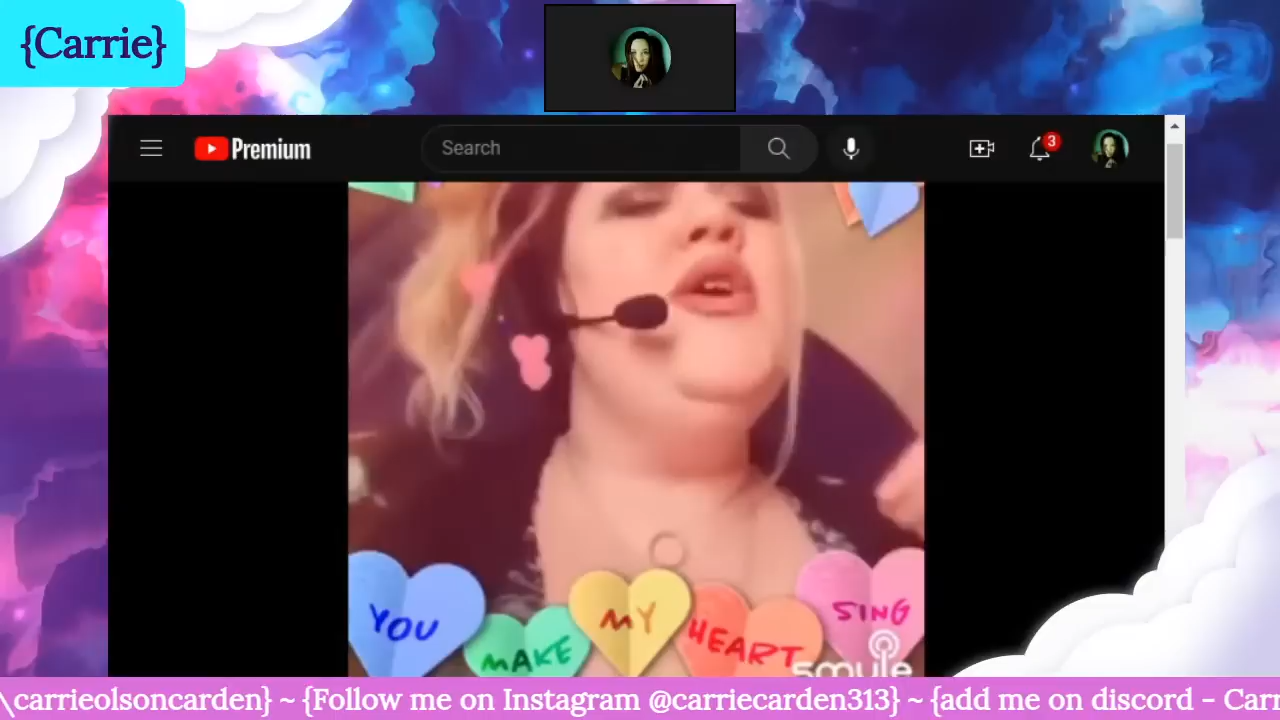 {Carrie}
Premium
Search
3
YOU MAKE MY HEART SING
smule
\carrieolsoncarden} ~ {Follow me on Instagram @carriecarden313} ~ {add me on discord - Carr